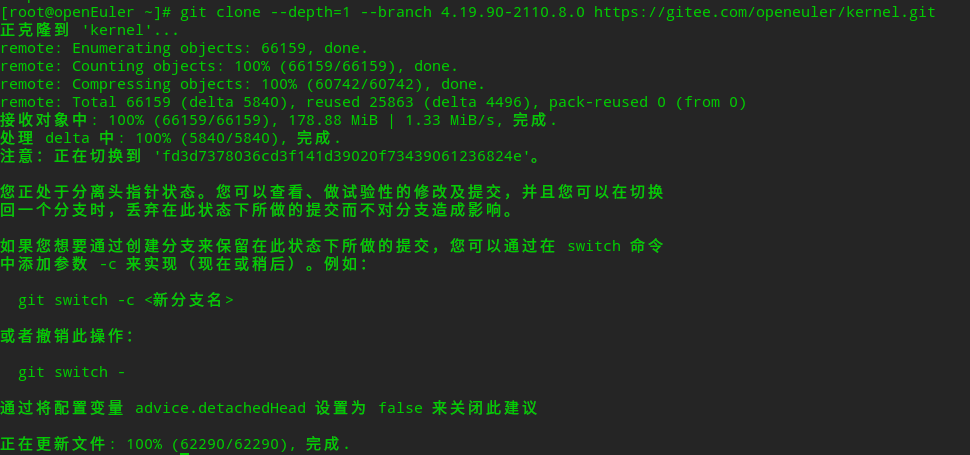 [root@openEuler ~]# git clone --depth=1 --branch 4.19.90-2110.8.0 https://gitee.com/openeuler/kernel.git
正克隆到 'kernel'...
remote: Enumerating objects: 66159, done.
remote: Counting objects: 100% (66159/66159), done.
remote: Compressing objects: 100% (60742/60742), done.
remote: Total 66159 (delta 5840), reused 25863 (delta 4496), pack-reused 0 (from 0)
接收对象中: 100% (66159/66159), 178.88 MiB | 1.33 MiB/s, 完成.
处理 delta 中: 100% (5840/5840), 完成.
注意：正在切换到 'fd3d7378036cd3f141d39020f73439061236824e'。
您正处于分离头指针状态。您可以查看、做试验性的修改及提交，并且您可以在切换
回一个分支时，丢弃在此状态下所做的提交而不对分支造成影响。
如果您想要通过创建分支来保留在此状态下所做的提交，您可以通过在 switch 命令
中添加参数 -c 来实现（现在或稍后）。例如：
  git switch -c <新分支名>
或者撤销此操作：
  git switch -
通过将配置变量 advice.detachedHead 设置为 false 来关闭此建议
正在更新文件: 100% (62290/62290), 完成.